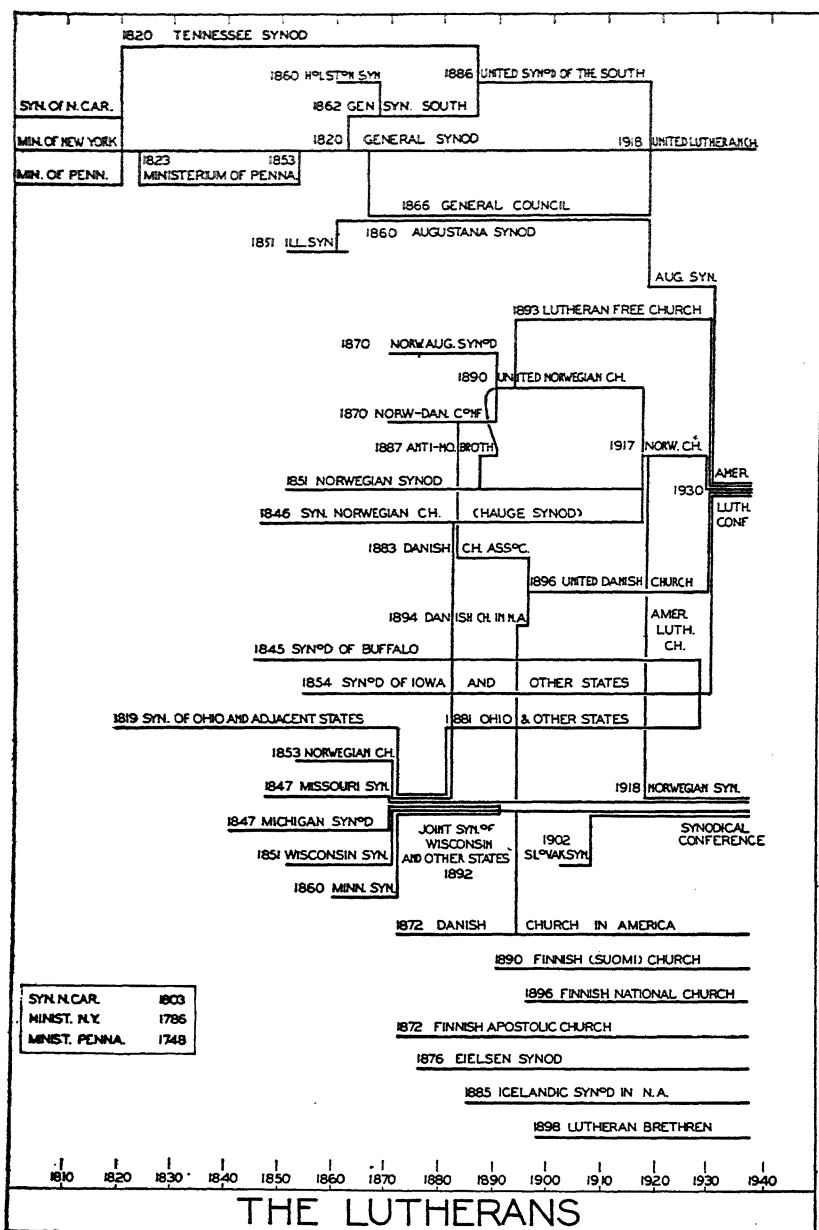 1820 TENNESSEE SYNOD
1860 HOLSTON SYN
1886 UNITED SYNOD OF THE SOUTH
SYN. OF N. CAR.
1862 GEN SYN. SOUTH
MIN. OF NEW YORK
1820 GENERAL SYNOD
1918 UNITED LUTHERAN CH.
1823 1853
MIN. OF PENN.
MINISTERIUM OF PENNA.
1866 GENERAL COUNCIL
1860 AUGUSTANA SYNOD
1851 ILL. SYN
AUG. SYN.
1893 LUTHERAN FREE CHURCH
1870 NORW. AUG. SYNOD
1890 UNITED NORWEGIAN CH.
1870 NORW-DAN. CONF
1887 ANTI-MO. BROTH
1917 NORW. CH.
1851 NORWEGIAN SYNOD
1930
AMER.
LUTH.
CONF
1846 SYN. NORWEGIAN CH. (HAUGE SYNOD)
1883 DANISH CH. ASSOC.
1896 UNITED DANISH CHURCH
1894 DANISH CH. IN N.A.
AMER.
LUTH.
CH.
1845 SYNOD OF BUFFALO
1854 SYNOD OF IOWA AND OTHER STATES
1819 SYN. OF OHIO AND ADJACENT STATES
1881 OHIO & OTHER STATES
1853 NORWEGIAN CH.
1847 MISSOURI SYN.
1918 NORWEGIAN SYN.
1847 MICHIGAN SYNOD
JOINT SYN. OF
WISCONSIN
AND OTHER STATES
1892
SYNODICAL
CONFERENCE
1902
SLOVAK SYN.
1851 WISCONSIN SYN.
1860 MINN. SYN.
1872 DANISH CHURCH IN AMERICA
1890 FINNISH (SUOMI) CHURCH
1896 FINNISH NATIONAL CHURCH
SYN. N. CAR. 1803
MINIST. N.Y. 1786
MINIST. PENNA. 1748
1872 FINNISH APOSTOLIC CHURCH
1876 EIELSEN SYNOD
1885 ICELANDIC SYNOD IN N.A.
1898 LUTHERAN BRETHREN
1810 1820 1830 1840 1850 1860 1870 1880 1890 1900 1910 1920 1930 1940
THE LUTHERANS